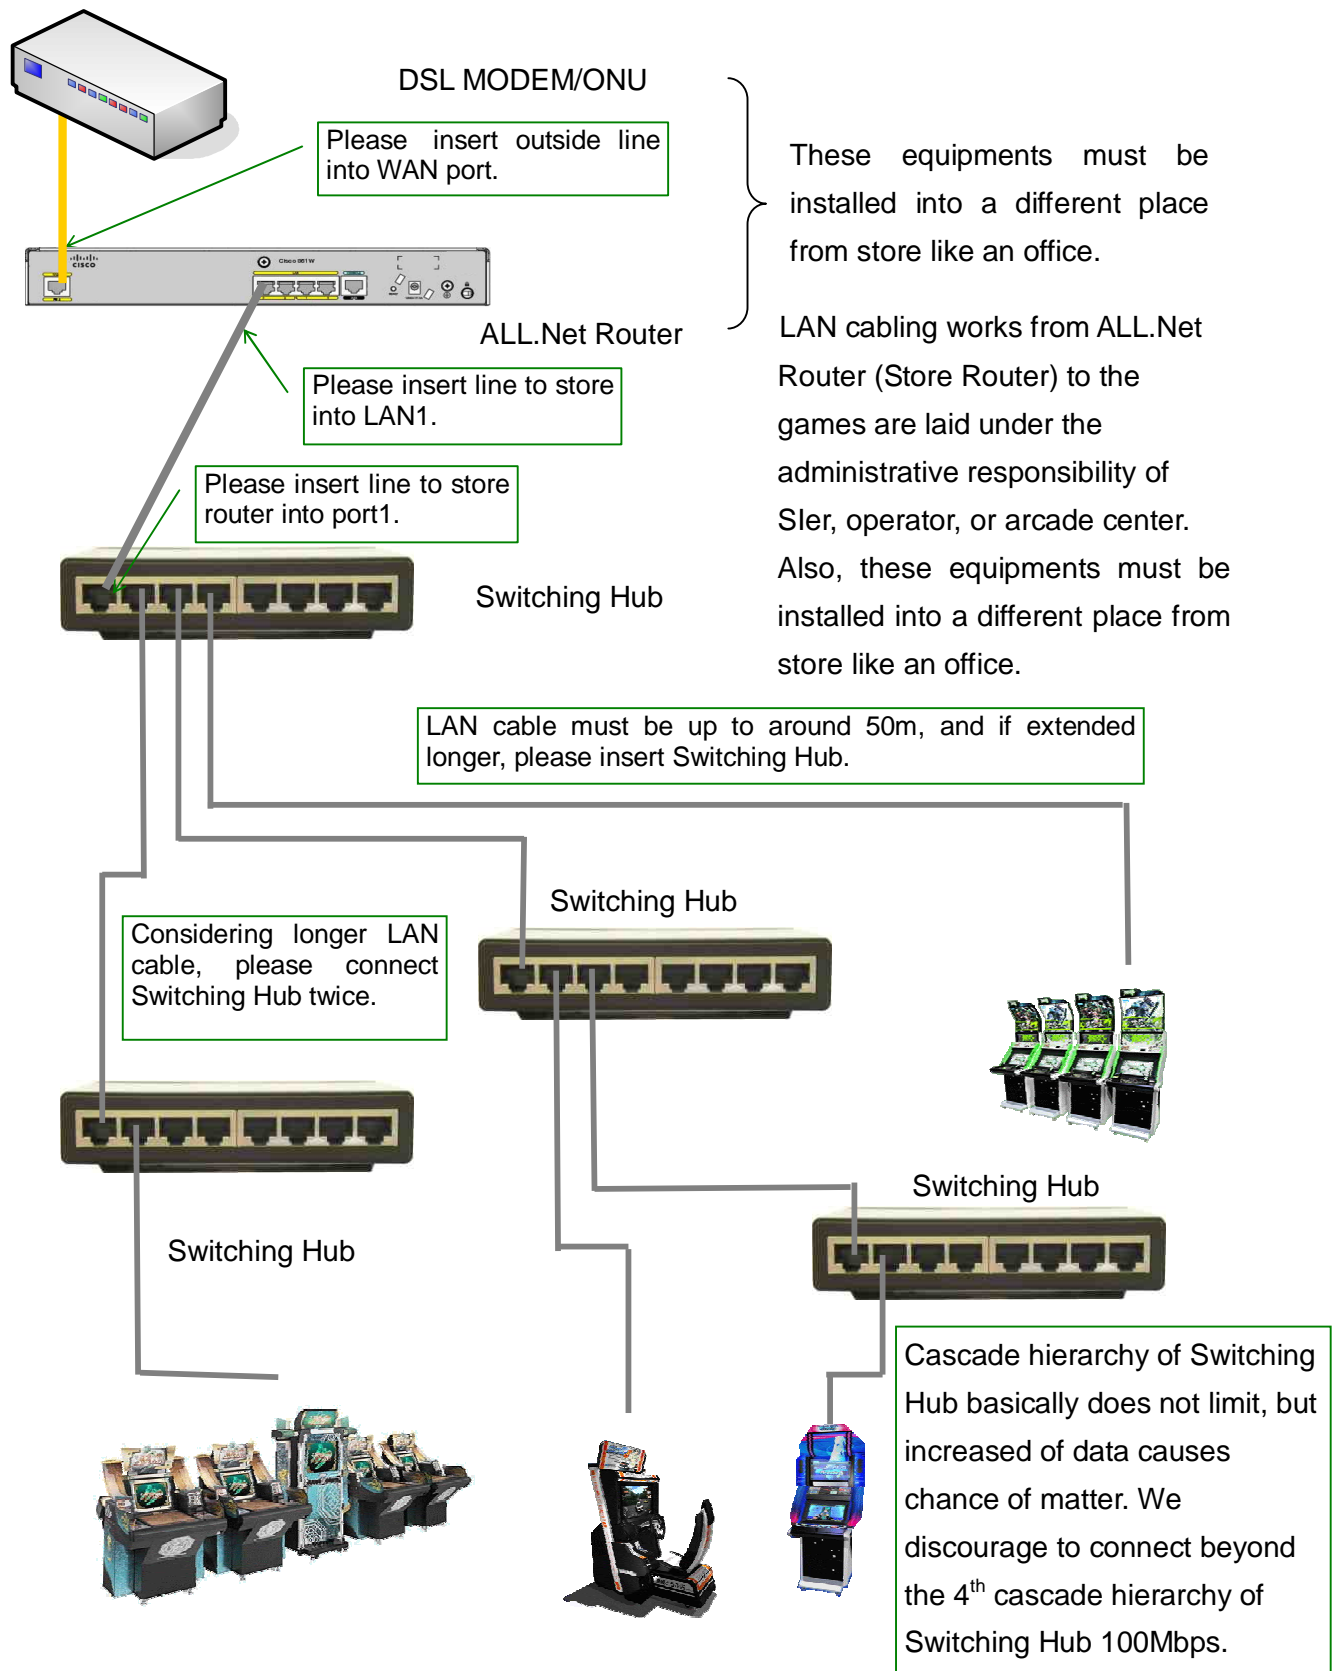 DSL MODEM/ONU
Please insert outside line
into WAN port.
These equipments must be
installed into a different place
from store like an office.
CISCO
Cisco 861W
ALL.Net Router
LAN cabling works from ALL.Net
Router (Store Router) to the
games are laid under the
administrative responsibility of
SIer, operator, or arcade center.
Also, these equipments must be
installed into a different place from
store like an office.
Please insert line to store
into LAN1.
Please insert line to store
router into port1.
Switching Hub
LAN cable must be up to around 50m, and if extended
longer, please insert Switching Hub.
Switching Hub
Considering longer LAN
cable, please connect
Switching Hub twice.
Switching Hub
Switching Hub
Cascade hierarchy of Switching
Hub basically does not limit, but
increased of data causes
chance of matter. We
discourage to connect beyond
the 4th cascade hierarchy of
Switching Hub 100Mbps.